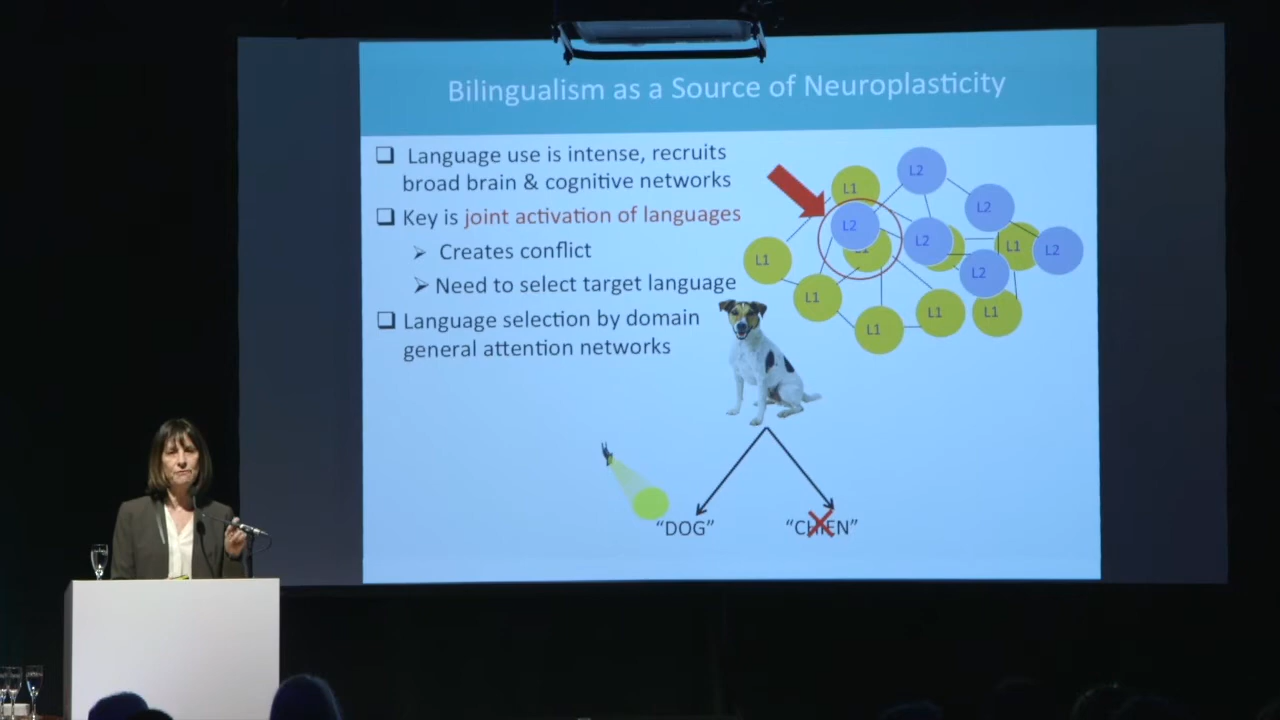 Bilingualism as a Source of Neuroplasticity
Language use is intense, recruits
broad brain & cognitive networks
Key is joint activation of languages
Creates conflict
Need to select target language
Language selection by domain
general attention networks
L1
L2
L2
L2
L2
L1
L1
L2
L1
L2
L1
L1
L1
L1
"DOG"
"CHIEN"